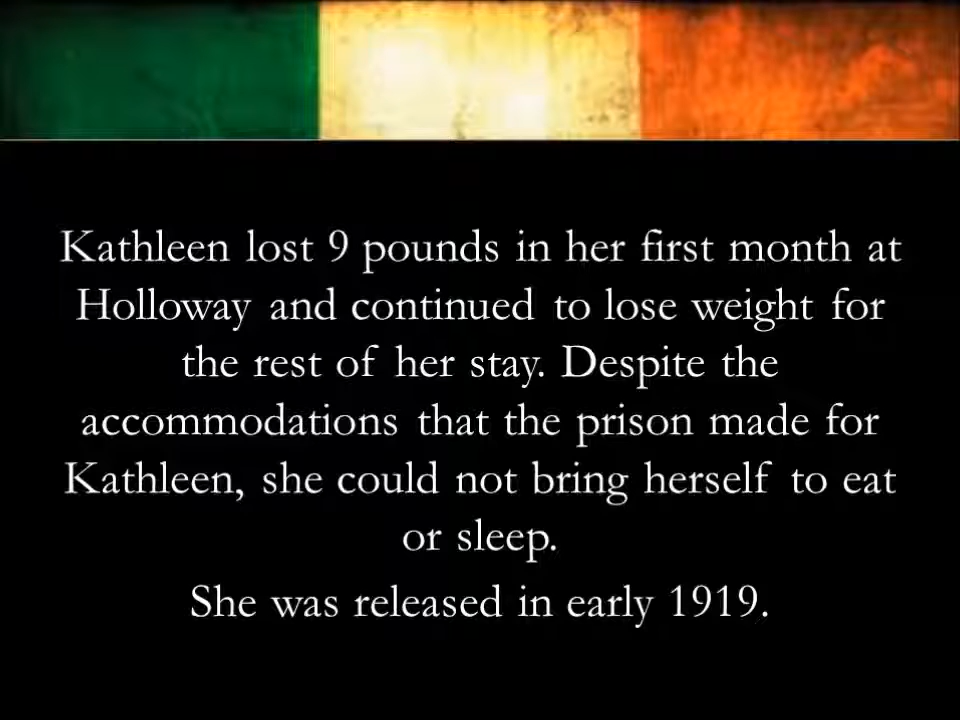 Kathleen lost 9 pounds in her first month at
Holloway and continued to lose weight for
the rest of her stay. Despite the
accommodations that the prison made for
Kathleen, she could not bring herself to eat
or sleep.
She was released in early 1919.